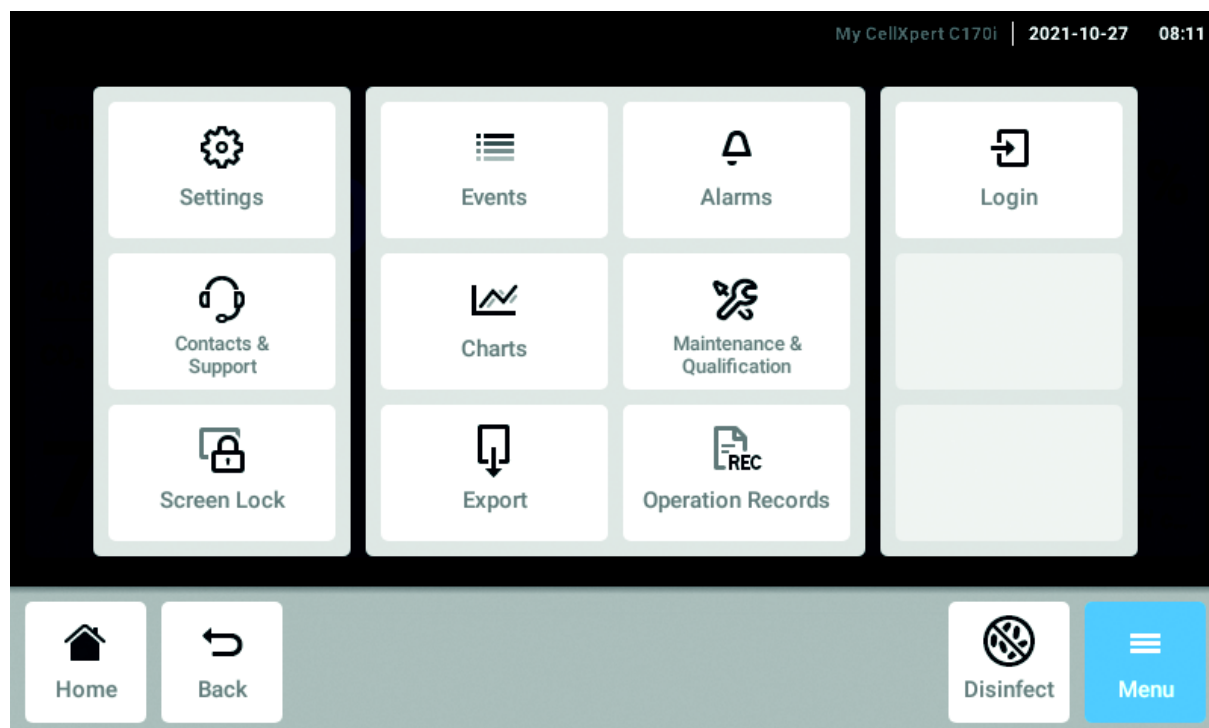 My CellXpert C170i | 2021-10-27 08:11
Settings
Events
Alarms
Login
Contacts &
Support
Charts
Maintenance &
Qualification
Screen Lock
Export
REC
Operation Records
Home
Back
Disinfect
Menu